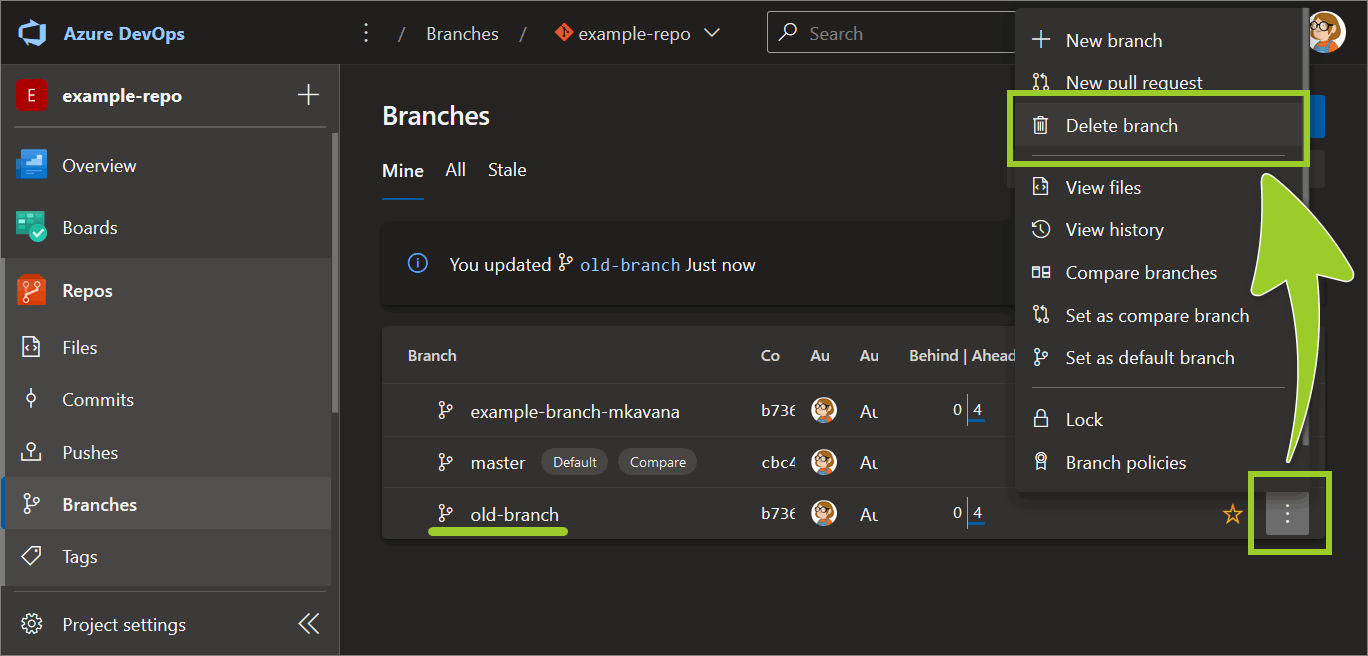 Azure DevOps
/ Branches / example-repo
Search
E example-repo
Overview
Boards
Repos
Files
Commits
Pushes
Branches
Tags
Project settings
Branches
Mine All Stale
You updated old-branch Just now
Branch Co Au Au Behind | Ahead
example-branch-mkavana b736 Au 0 4
master Default Compare cbc4 Au
old-branch b736 Au 0 4
New branch
New pull request
Delete branch
View files
View history
Compare branches
Set as compare branch
Set as default branch
Lock
Branch policies